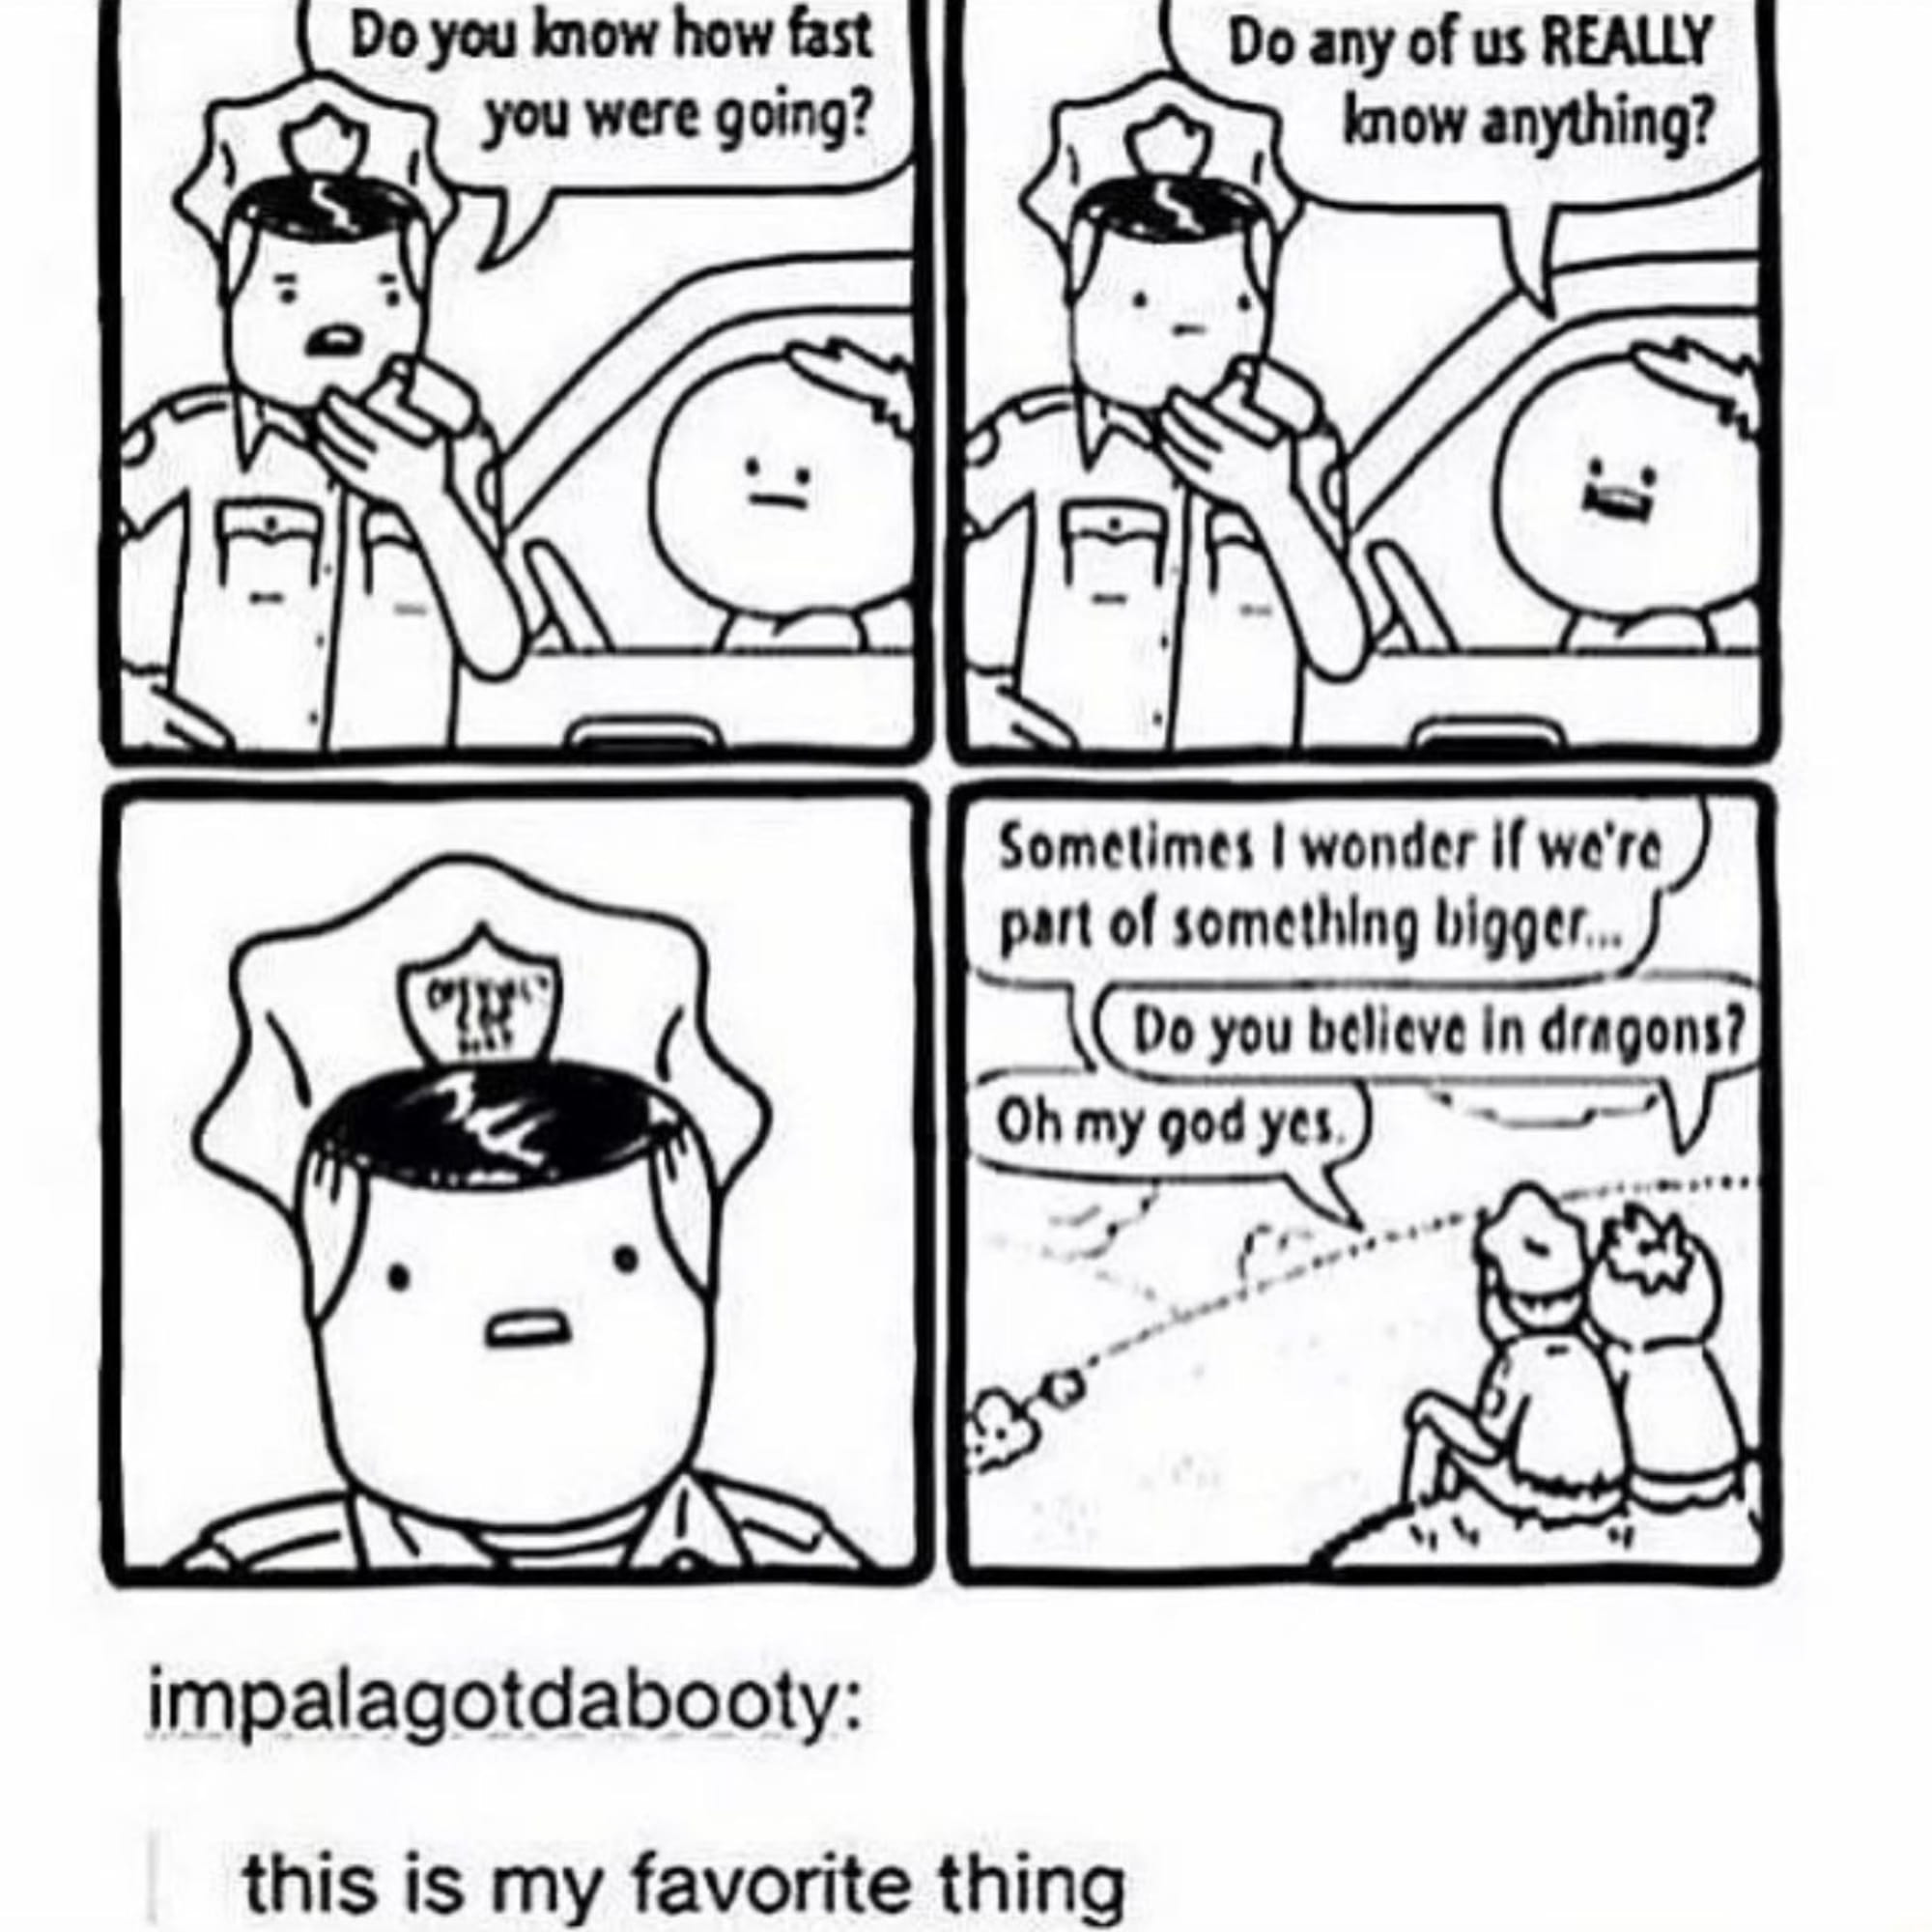 Do you know how fast
you were going?
Do any of us REALLY
know anything?
Sometimes I wonder if we're
part of something bigger...
Do you believe in dragons?
Oh my god yes.
impalagotdabooty:
this is my favorite thing